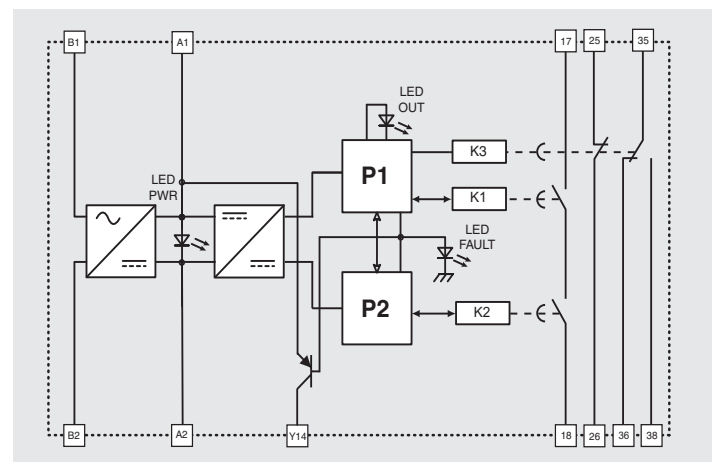 B1 A1 17 25 35
LED
OUT
P1
K3
LED
PWR
K1
LED
FAULT
P2
K2
B2 A2 Y14 18 26 36 38